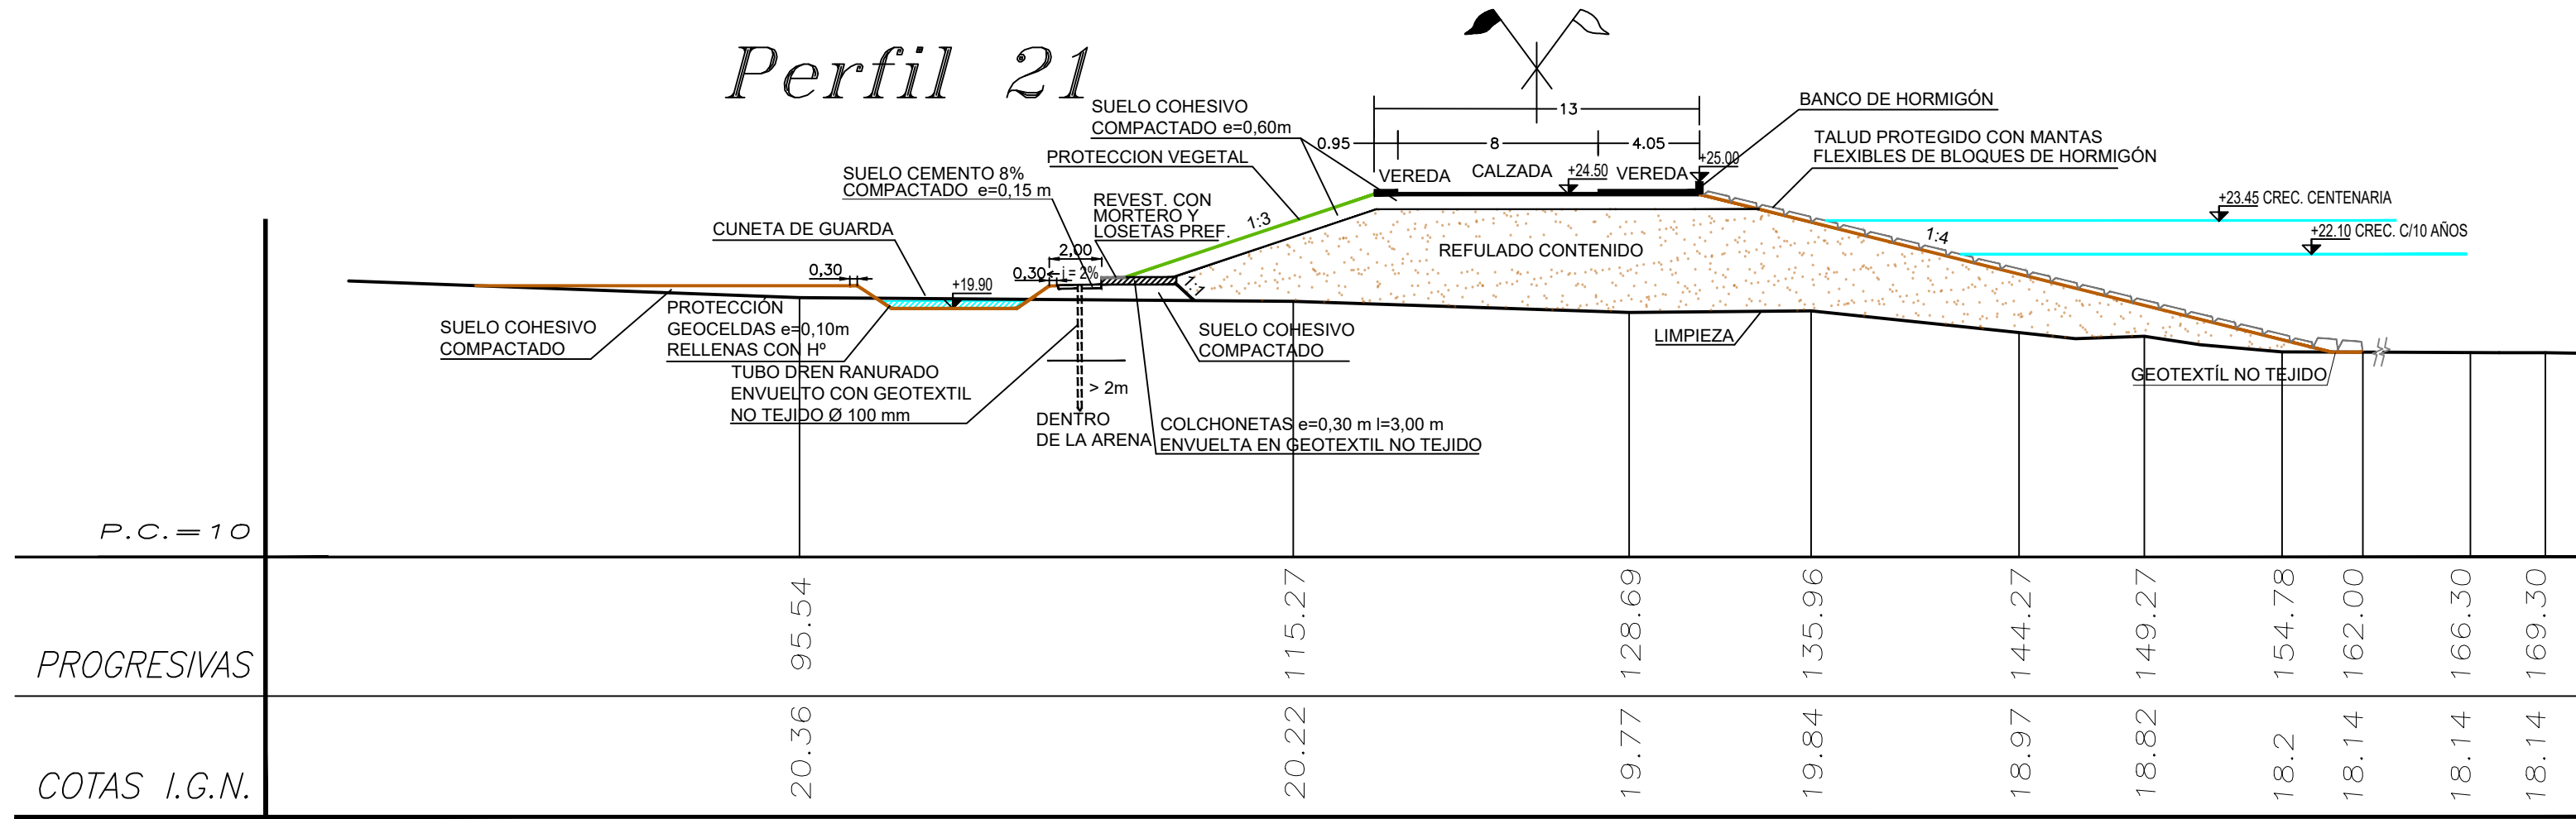 Perfil 21
SUELO COHESIVO
COMPACTADO e=0,60m
PROTECCION VEGETAL
SUELO CEMENTO 8%
COMPACTADO e=0,15 m
REVEST. CON
MORTERO Y
LOSETAS PREF.
CUNETA DE GUARDA
2,00
0,30
0,30
i = 2%
+19.90
1:3
1:1
13
0.95
8
4.05
VEREDA
CALZADA
+24.50
VEREDA
+25.00
BANCO DE HORMIGÓN
TALUD PROTEGIDO CON MANTAS
FLEXIBLES DE BLOQUES DE HORMIGÓN
+23.45 CREC. CENTENARIA
+22.10 CREC. C/10 AÑOS
1:4
REFULADO CONTENIDO
SUELO COHESIVO
COMPACTADO
PROTECCIÓN
GEOCELDAS e=0,10m
RELLENAS CON Hº
TUBO DREN RANURADO
ENVUELTO CON GEOTEXTIL
NO TEJIDO Ø 100 mm
> 2m
DENTRO
DE LA ARENA
SUELO COHESIVO
COMPACTADO
COLCHONETAS e=0,30 m l=3,00 m
ENVUELTA EN GEOTEXTIL NO TEJIDO
LIMPIEZA
GEOTEXTÍL NO TEJIDO
P.C.=10
PROGRESIVAS
95.54
115.27
128.69
135.96
144.27
149.27
154.78
162.00
166.30
169.30
COTAS I.G.N.
20.36
20.22
19.77
19.84
18.97
18.82
18.2
18.14
18.14
18.14